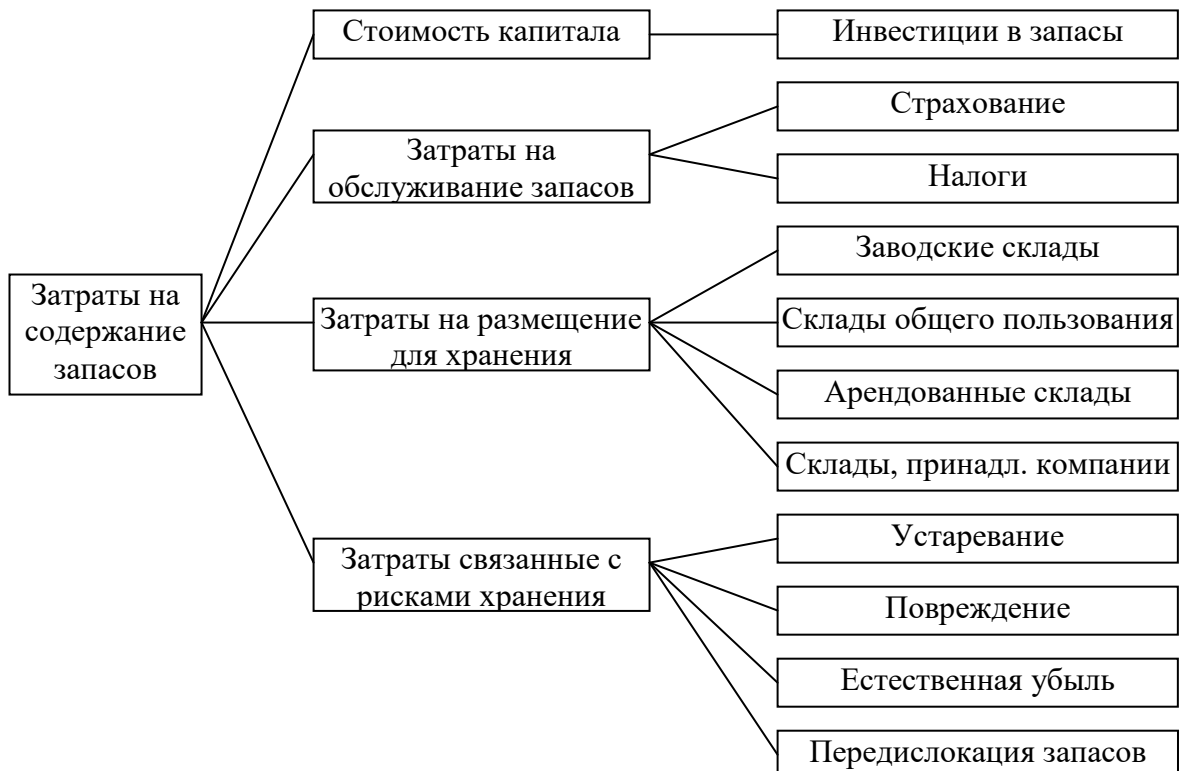 Стоимость капитала
Инвестиции в запасы
Страхование
Затраты на
обслуживание запасов
Налоги
Заводские склады
Затраты на
содержание
запасов
Затраты на размещение
для хранения
Склады общего пользования
Арендованные склады
Склады, принадл. компании
Устаревание
Затраты связанные с
рисками хранения
Повреждение
Естественная убыль
Передислокация запасов